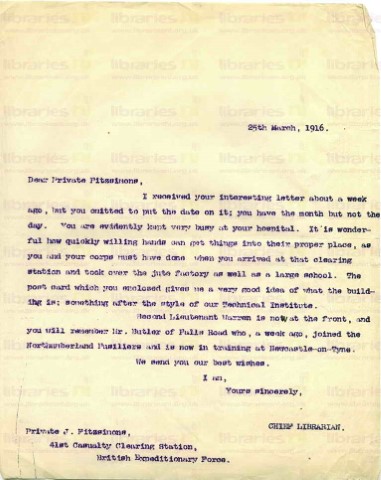 25th March, 1916.
Dear Private Fitzsimons,
I received your interesting letter about a week
ago, but you omitted to put the date on it; you have the month but not the
day. You are evidently kept very busy at your hospital. It is wonder-
ful how quickly willing hands can get things into their proper place, as
you and your corps must have done when you arrived at that clearing
station and took over the jute factory as well as a large school. The
post card which you enclosed gives us a very good idea of what the build-
ing is: something after the style of our Technical Institute.
Second Lieutenant Warren is now at the front, and
you will remember Mr. Butler of Falls Road who, a week ago, joined the
Northumberland Fusiliers and is now in training at Newcastle-on-Tyne.
We send you our best wishes.
I am,
Yours sincerely,
CHIEF LIBRARIAN.
Private J. Fitzsimons,
41st Casualty Clearing Station,
British Expeditionary Force.